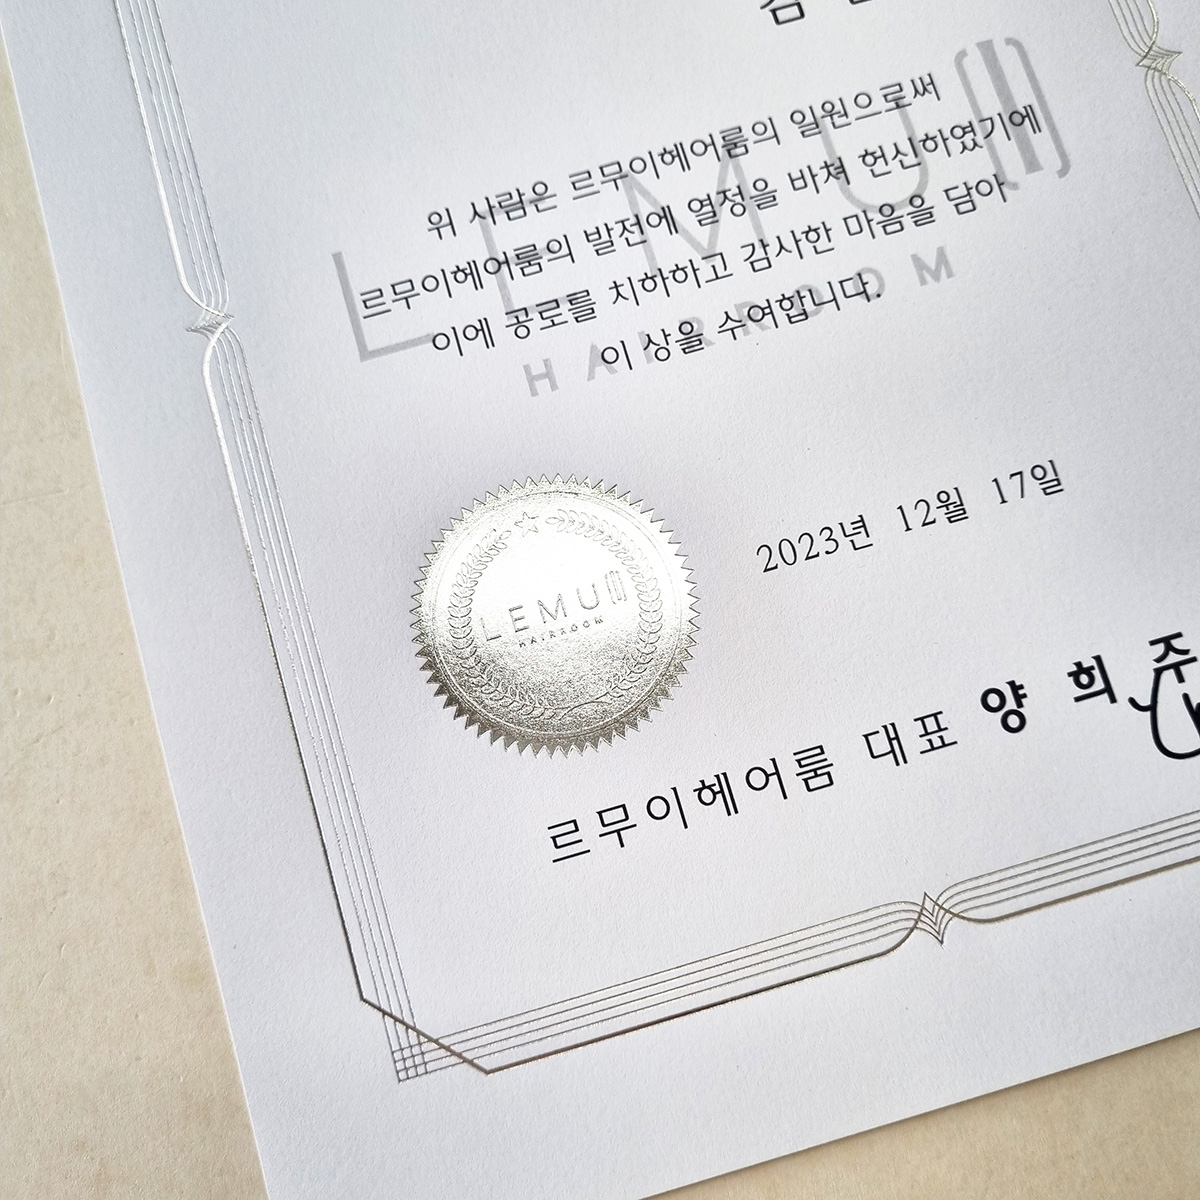 위 사람은 르무이헤어룸의 일원으로써
르무이헤어룸의 발전에 열정을 바쳐 헌신하였기에
이에 공로를 치하하고 감사한 마음을 담아
이 상을 수여합니다.
LEMUI
HAIRROOM
2023년 12월 17일
LEMUI
HAIRROOM
르무이헤어룸 대표 양 희 주